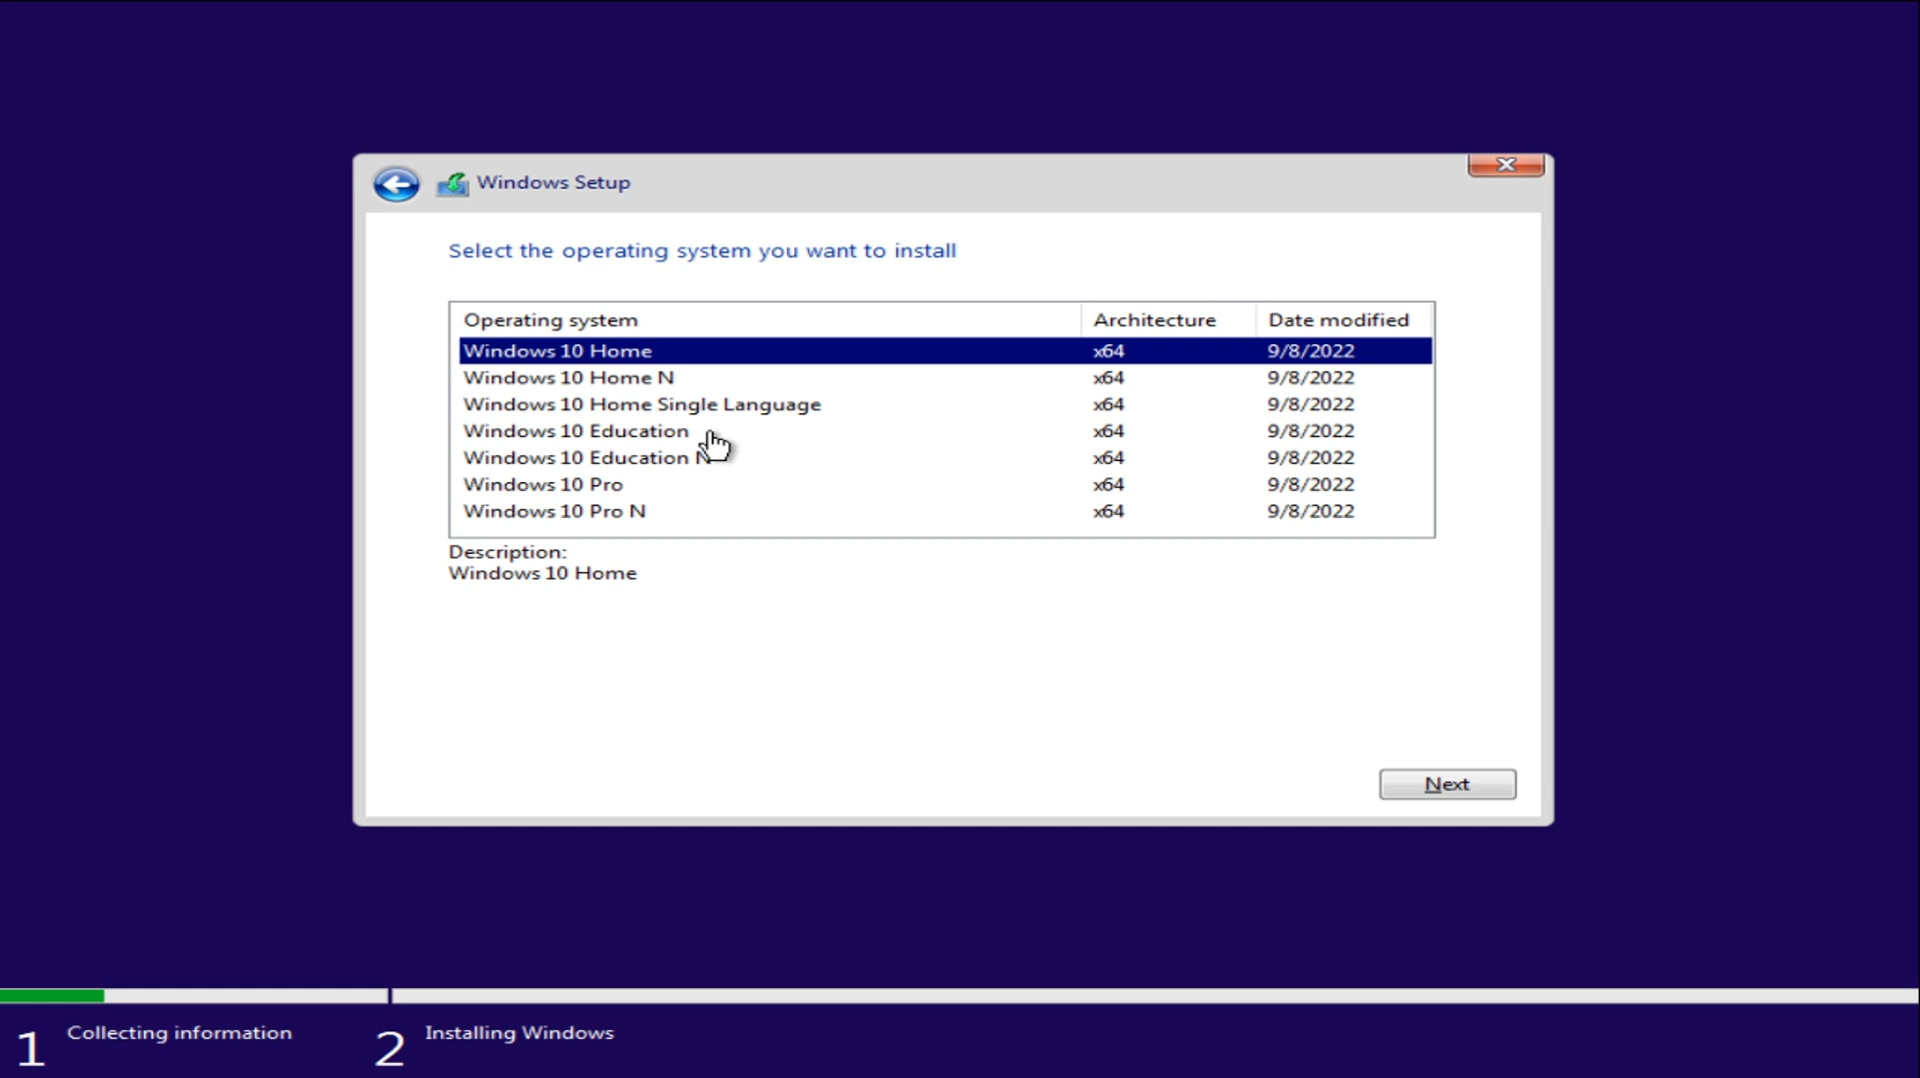 Windows Setup
Select the operating system you want to install
Operating system Architecture Date modified
Windows 10 Home x64 9/8/2022
Windows 10 Home N x64 9/8/2022
Windows 10 Home Single Language x64 9/8/2022
Windows 10 Education x64 9/8/2022
Windows 10 Education N x64 9/8/2022
Windows 10 Pro x64 9/8/2022
Windows 10 Pro N x64 9/8/2022
Description:
Windows 10 Home
Next
1 Collecting information 2 Installing Windows